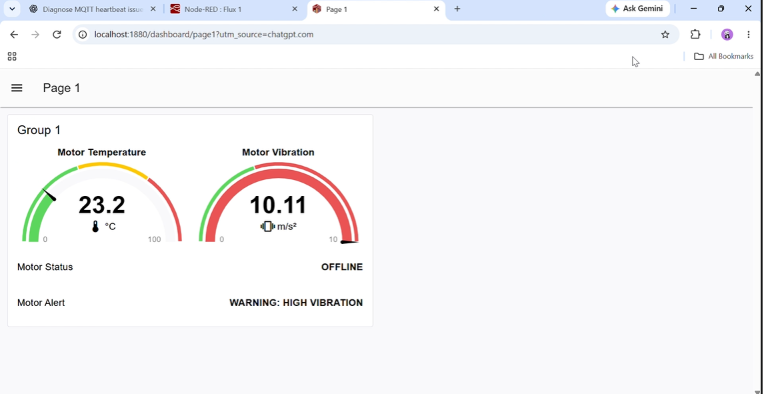 Diagnose MQTT heartbeat issue
Node-RED : Flux 1
Page 1
Ask Gemini
localhost:1880/dashboard/page1?utm_source=chatgpt.com
All Bookmarks
Page 1
Group 1
Motor Temperature
Motor Vibration
23.2
°C
0
100
10.11
m/s²
0
10
Motor Status
OFFLINE
Motor Alert
WARNING: HIGH VIBRATION